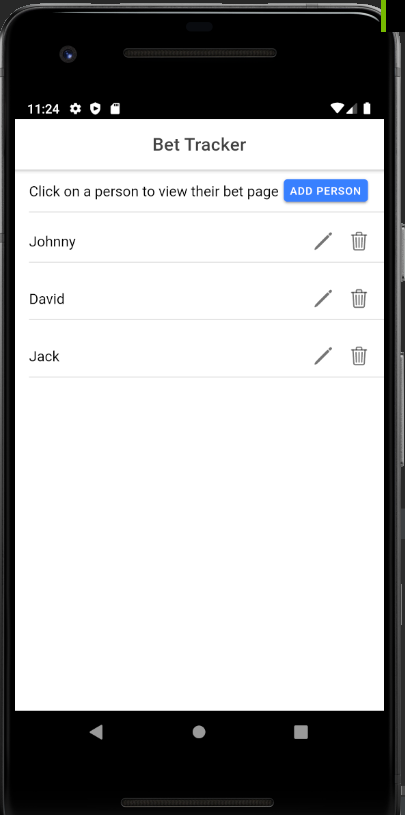 11:24
Bet Tracker
Click on a person to view their bet page ADD PERSON
Johnny
David
Jack